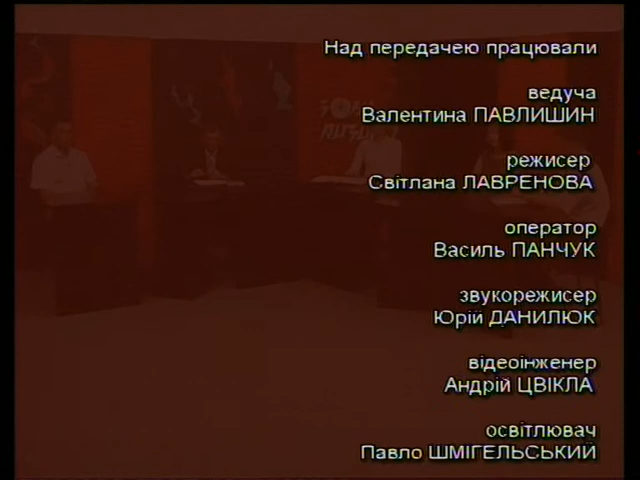 Над передачею працювали
ведуча
Валентина ПАВЛИШИН
режисер
Світлана ЛАВРЕНОВА
оператор
Василь ПАНЧУК
звукорежисер
Юрій ДАНИЛЮК
відеоінженер
Андрій ЦВІКЛА
освітлювач
Павло ШМІГЕЛЬСЬКИЙ